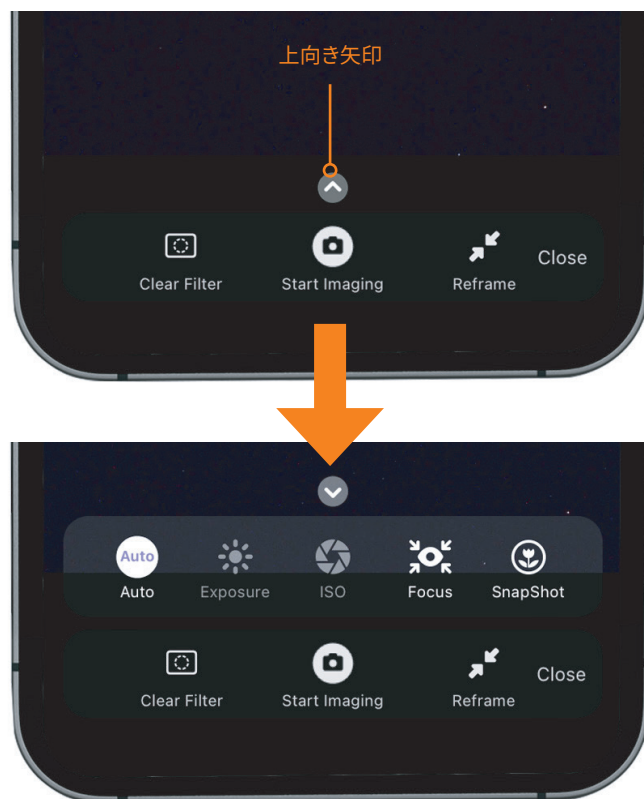 上向き矢印
Clear Filter
Start Imaging
Reframe
Close
Auto
Auto
Exposure
ISO
Focus
SnapShot
Clear Filter
Start Imaging
Reframe
Close